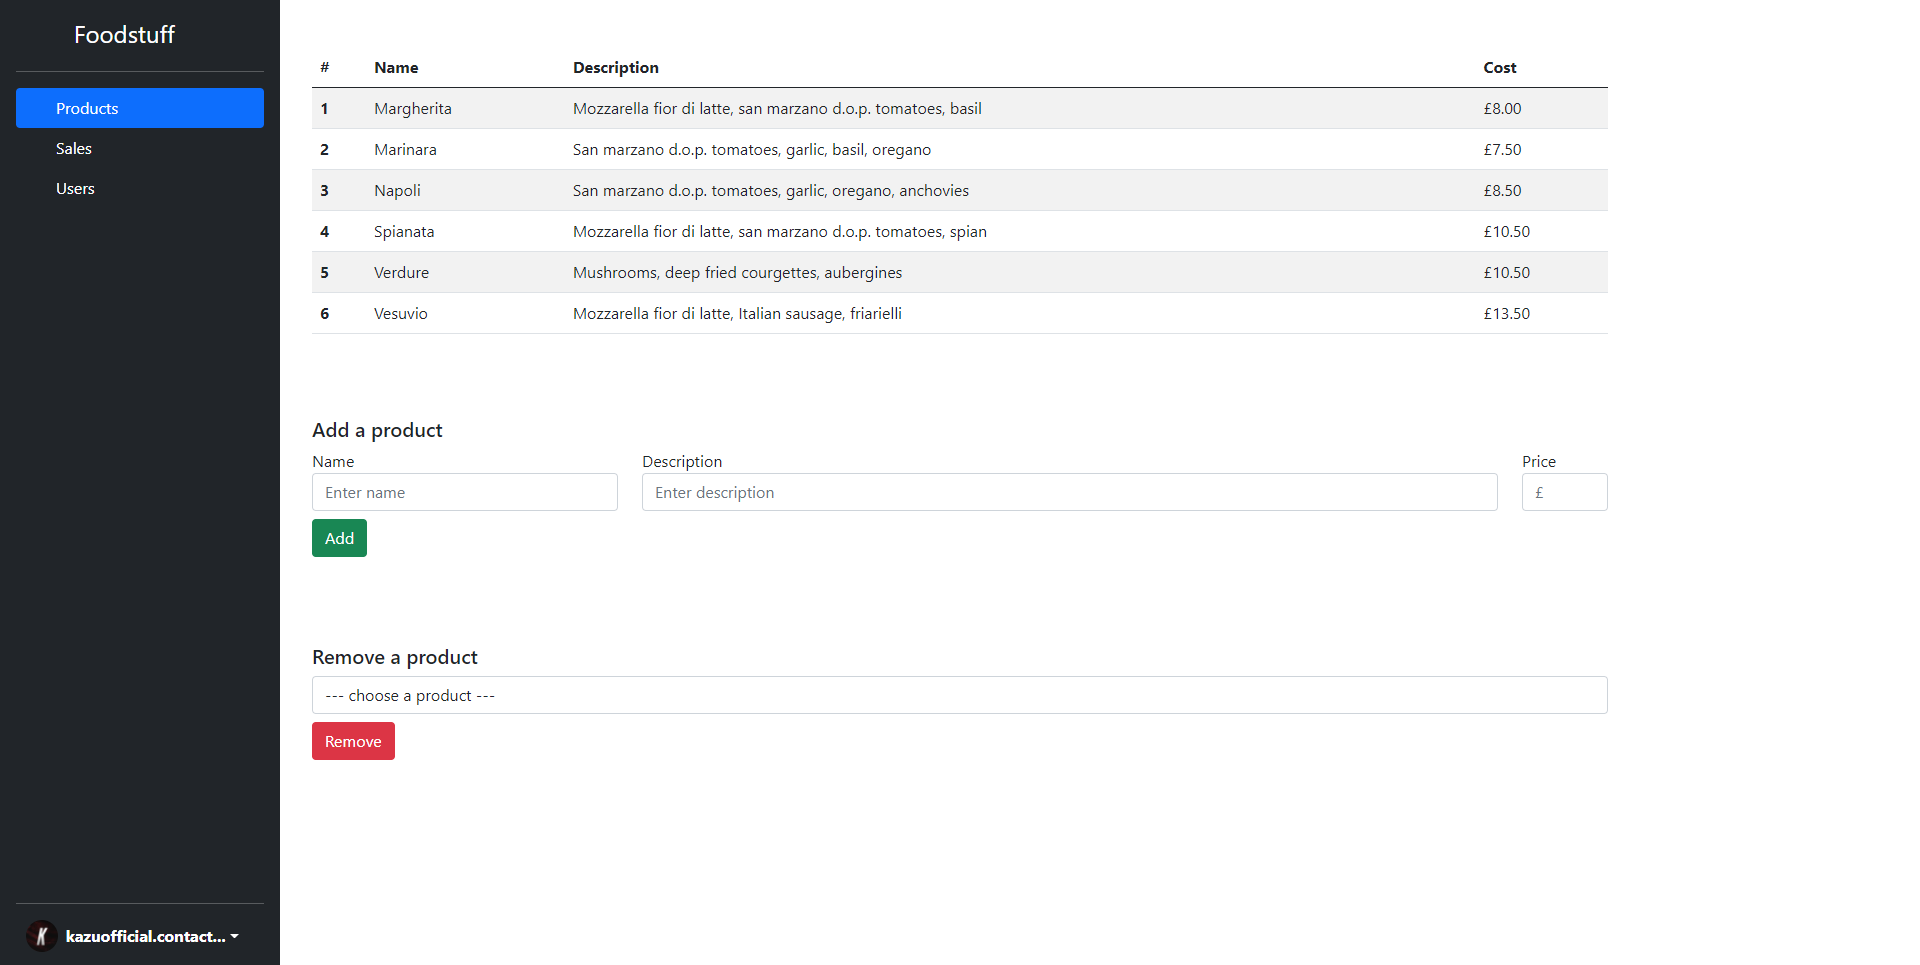 Foodstuff
Products
Sales
Users
kazuofficial.contact...
# Name Description Cost
1 Margherita Mozzarella fior di latte, san marzano d.o.p. tomatoes, basil £8.00
2 Marinara San marzano d.o.p. tomatoes, garlic, basil, oregano £7.50
3 Napoli San marzano d.o.p. tomatoes, garlic, oregano, anchovies £8.50
4 Spianata Mozzarella fior di latte, san marzano d.o.p. tomatoes, spian £10.50
5 Verdure Mushrooms, deep fried courgettes, aubergines £10.50
6 Vesuvio Mozzarella fior di latte, Italian sausage, friarielli £13.50
Add a product
Name Description Price
Enter name Enter description £
Add
Remove a product
--- choose a product ---
Remove